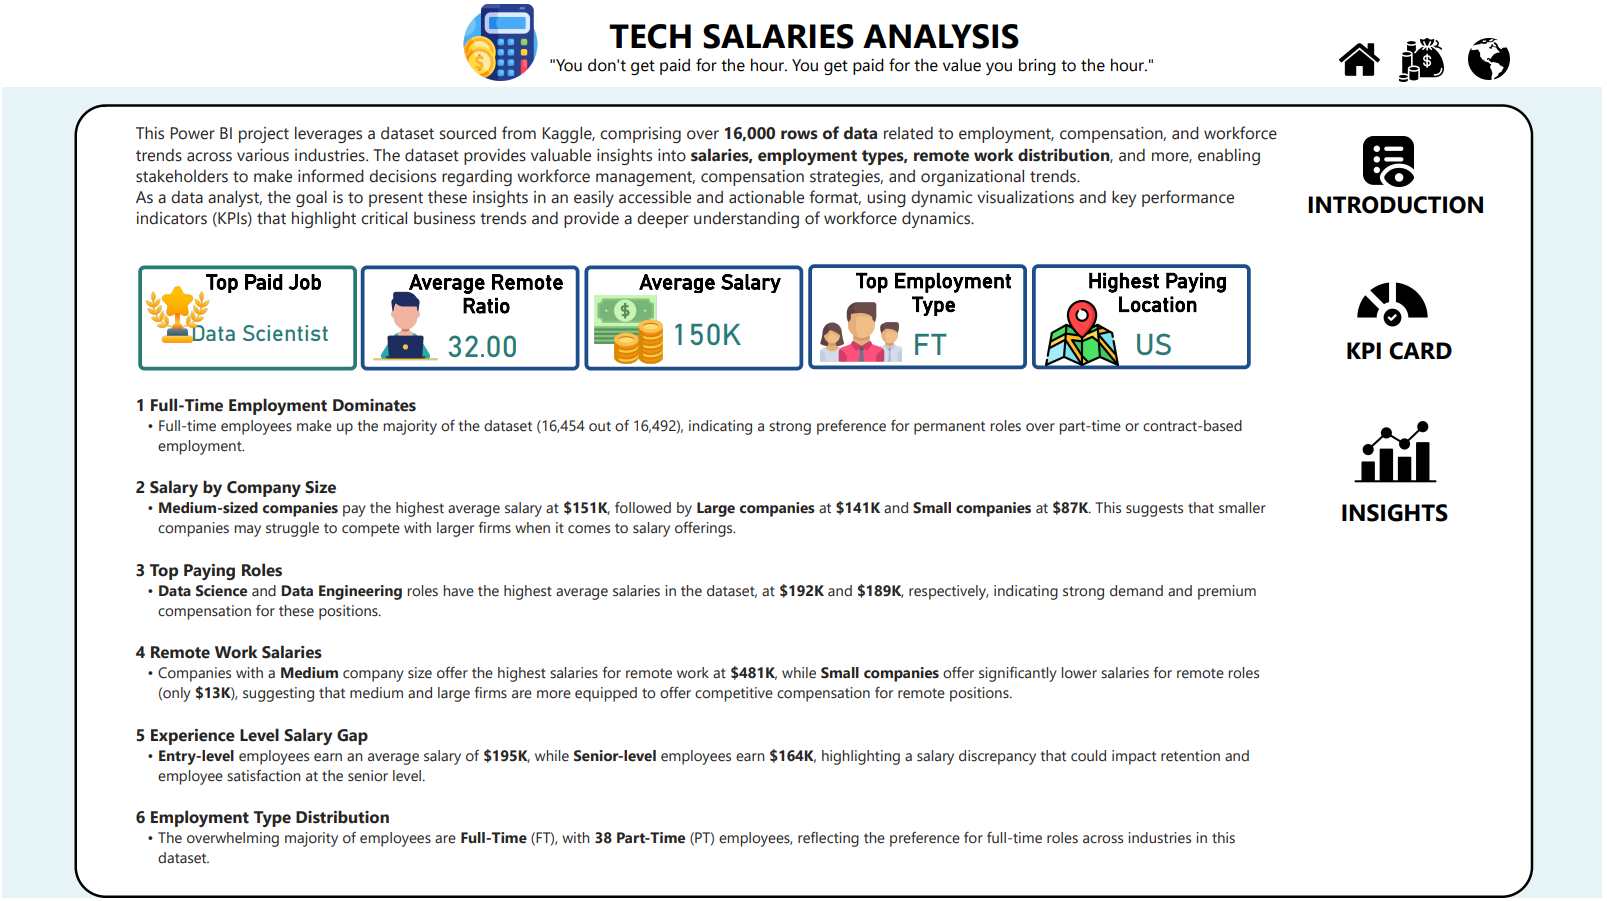 TECH SALARIES ANALYSIS
"You don't get paid for the hour. You get paid for the value you bring to the hour."
This Power BI project leverages a dataset sourced from Kaggle, comprising over 16,000 rows of data related to employment, compensation, and workforce
trends across various industries. The dataset provides valuable insights into salaries, employment types, remote work distribution, and more, enabling
stakeholders to make informed decisions regarding workforce management, compensation strategies, and organizational trends.
As a data analyst, the goal is to present these insights in an easily accessible and actionable format, using dynamic visualizations and key performance
indicators (KPIs) that highlight critical business trends and provide a deeper understanding of workforce dynamics.
INTRODUCTION
Top Paid Job
Data Scientist
Average Remote
Ratio
32.00
Average Salary
150K
Top Employment
Type
FT
Highest Paying
Location
US
KPI CARD
1 Full-Time Employment Dominates
• Full-time employees make up the majority of the dataset (16,454 out of 16,492), indicating a strong preference for permanent roles over part-time or contract-based
employment.
2 Salary by Company Size
• Medium-sized companies pay the highest average salary at $151K, followed by Large companies at $141K and Small companies at $87K. This suggests that smaller
companies may struggle to compete with larger firms when it comes to salary offerings.
3 Top Paying Roles
• Data Science and Data Engineering roles have the highest average salaries in the dataset, at $192K and $189K, respectively, indicating strong demand and premium
compensation for these positions.
4 Remote Work Salaries
• Companies with a Medium company size offer the highest salaries for remote work at $481K, while Small companies offer significantly lower salaries for remote roles
(only $13K), suggesting that medium and large firms are more equipped to offer competitive compensation for remote positions.
5 Experience Level Salary Gap
• Entry-level employees earn an average salary of $195K, while Senior-level employees earn $164K, highlighting a salary discrepancy that could impact retention and
employee satisfaction at the senior level.
6 Employment Type Distribution
• The overwhelming majority of employees are Full-Time (FT), with 38 Part-Time (PT) employees, reflecting the preference for full-time roles across industries in this
dataset.
INSIGHTS